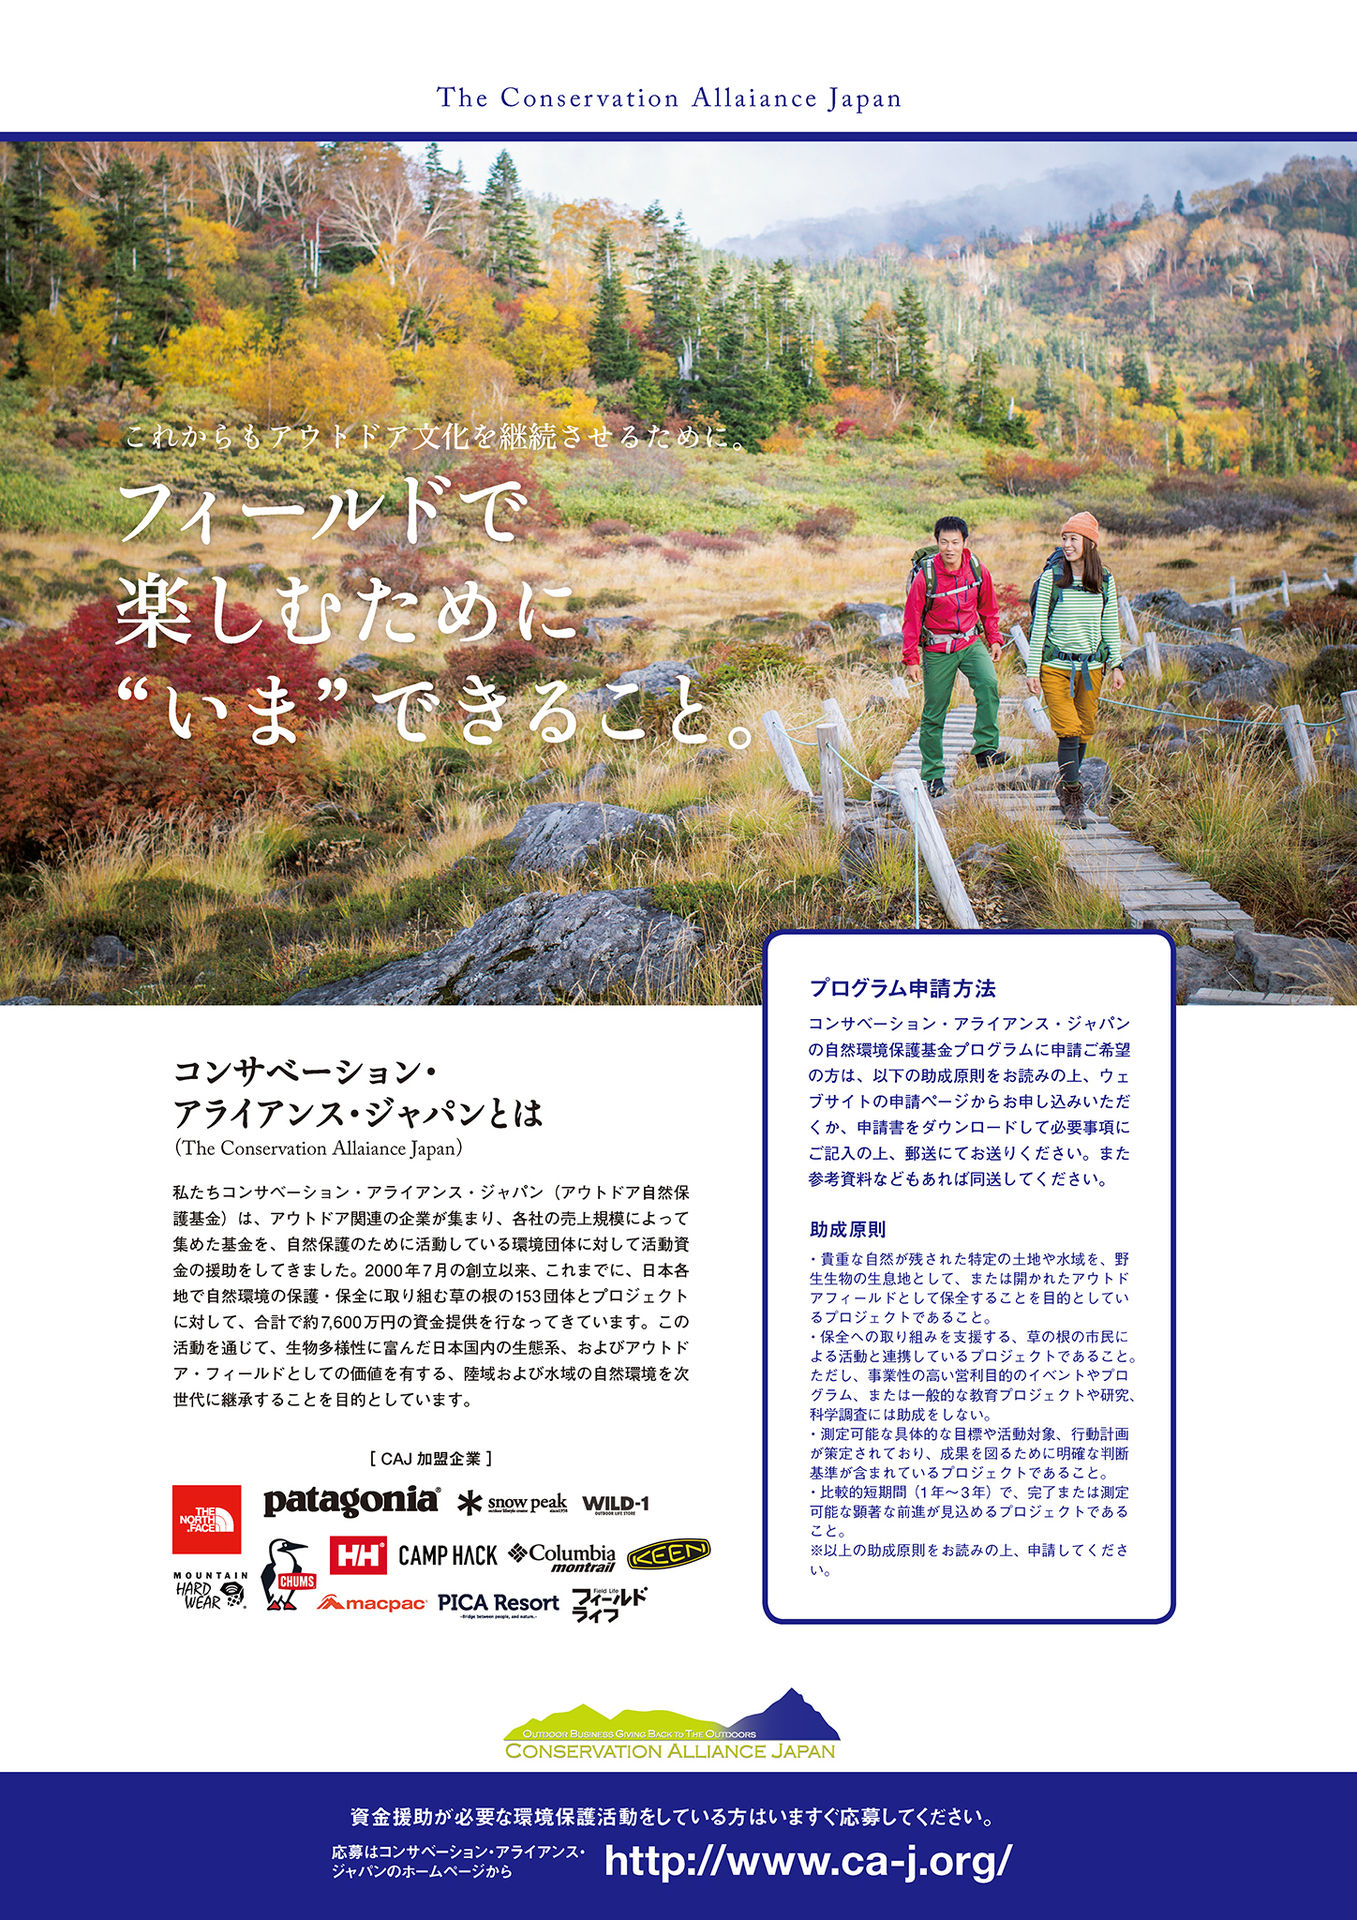 The Conservation Allaiance Japan
これからもアウトドア文化を継続させるために。
フィールドで
楽しむために
“いま”できること。
コンサベーション・
アライアンス・ジャパンとは
（The Conservation Allaiance Japan）
私たちコンサベーション・アライアンス・ジャパン（アウトドア自然保
護基金）は、アウトドア関連の企業が集まり、各社の売上規模によって
集めた基金を、自然保護のために活動している環境団体に対して活動資
金の援助をしてきました。2000年7月の創立以来、これまでに、日本各
地で自然環境の保護・保全に取り組む草の根の153団体とプロジェクト
に対して、合計で約7,600万円の資金提供を行なってきています。この
活動を通じて、生物多様性に富んだ日本国内の生態系、およびアウトド
ア・フィールドとしての価値を有する、陸域および水域の自然環境を次
世代に継承することを目的としています。
[ CAJ 加盟企業 ]
THE
NORTH
FACE
patagonia®
snow peak
outdoor lifestyle creator since1958
WILD-1
OUTDOOR LIFE STORE
MOUNTAIN
HARD
WEAR
CHUMS
HH
CAMP HACK
Columbia
montrail
KEEN
macpac
PICA Resort
-Bridge between people, and nature.-
Field Life
フィールド
ライフ
プログラム申請方法
コンサベーション・アライアンス・ジャパン
の自然環境保護基金プログラムに申請ご希望
の方は、以下の助成原則をお読みの上、ウェ
ブサイトの申請ページからお申し込みいただ
くか、申請書をダウンロードして必要事項に
ご記入の上、郵送にてお送りください。また
参考資料などもあれば同送してください。
助成原則
・貴重な自然が残された特定の土地や水域を、野
生生物の生息地として、または開かれたアウトド
アフィールドとして保全することを目的としてい
るプロジェクトであること。
・保全への取り組みを支援する、草の根の市民に
よる活動と連携しているプロジェクトであること。
ただし、事業性の高い営利目的のイベントやプロ
グラム、または一般的な教育プロジェクトや研究、
科学調査には助成をしない。
・測定可能な具体的な目標や活動対象、行動計画
が策定されており、成果を図るために明確な判断
基準が含まれているプロジェクトであること。
・比較的短期間（1年〜3年）で、完了または測定
可能な顕著な前進が見込めるプロジェクトである
こと。
※以上の助成原則をお読みの上、申請してくださ
い。
OUTDOOR BUSINESS GIVING BACK TO THE OUTDOORS
CONSERVATION ALLIANCE JAPAN
資金援助が必要な環境保護活動をしている方はいますぐ応募してください。
応募はコンサベーション・アライアンス・
ジャパンのホームページから
http://www.ca-j.org/